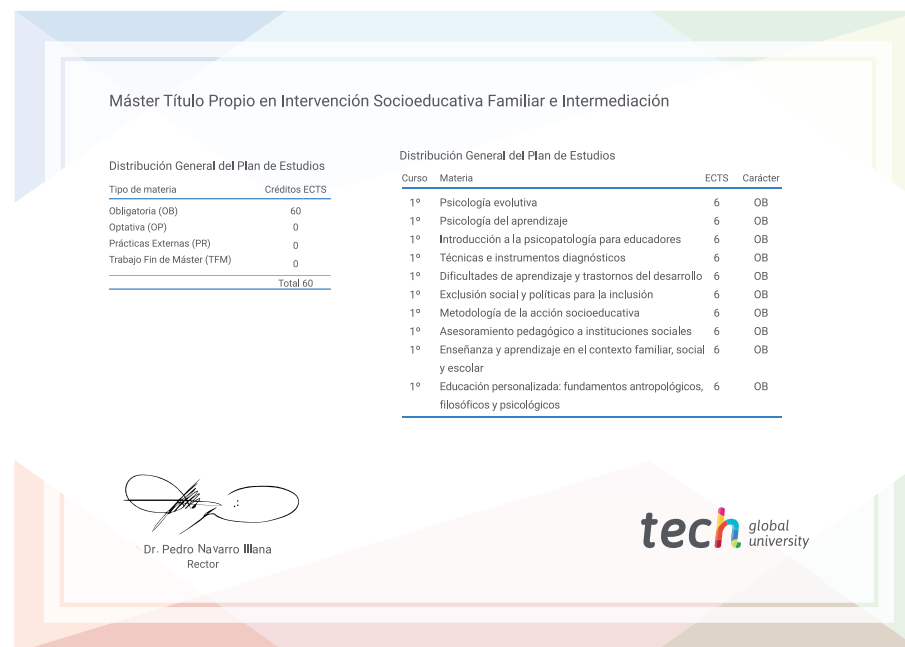 Máster Título Propio en Intervención Socioeducativa Familiar e Intermediación
Distribución General del Plan de Estudios
Tipo de materia Créditos ECTS
Obligatoria (OB) 60
Optativa (OP) 0
Prácticas Externas (PR) 0
Trabajo Fin de Máster (TFM) 0
Total 60
Distribución General del Plan de Estudios
Curso Materia ECTS Carácter
1º Psicología evolutiva 6 OB
1º Psicología del aprendizaje 6 OB
1º Introducción a la psicopatología para educadores 6 OB
1º Técnicas e instrumentos diagnósticos 6 OB
1º Dificultades de aprendizaje y trastornos del desarrollo 6 OB
1º Exclusión social y políticas para la inclusión 6 OB
1º Metodología de la acción socioeducativa 6 OB
1º Asesoramiento pedagógico a instituciones sociales 6 OB
1º Enseñanza y aprendizaje en el contexto familiar, social 6 OB
y escolar
1º Educación personalizada: fundamentos antropológicos, 6 OB
filosóficos y psicológicos
Dr. Pedro Navarro Illana
Rector
tech global
university